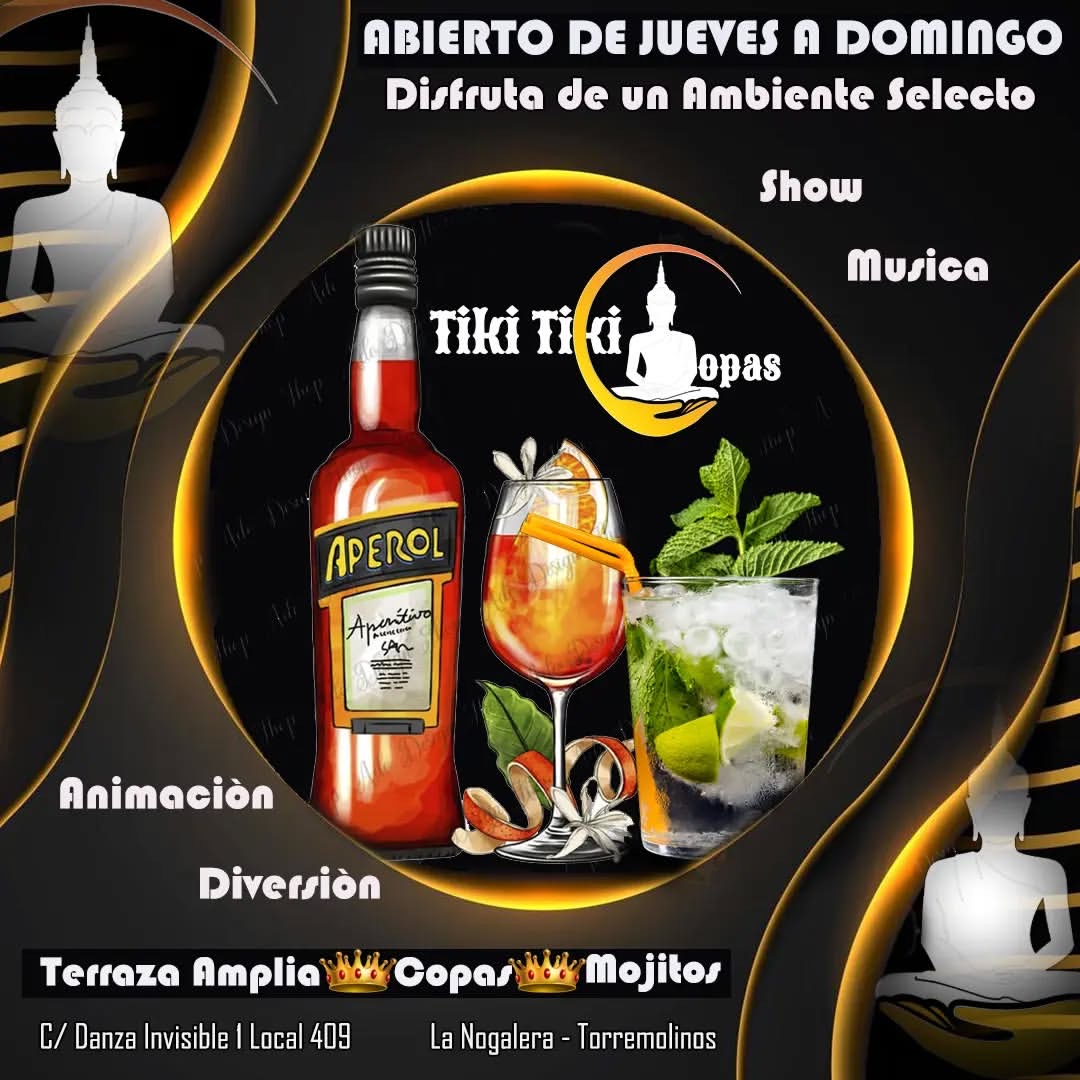 ABIERTO DE JUEVES A DOMINGO
Disfruta de un Ambiente Selecto
Show
Musica
Tiki Tiki
opas
APEROL
Aperitivo
Animaciòn
Diversiòn
Terraza Amplia👑Copas👑Mojitos
C/ Danza Invisible 1 Local 409
La Nogalera - Torremolinos